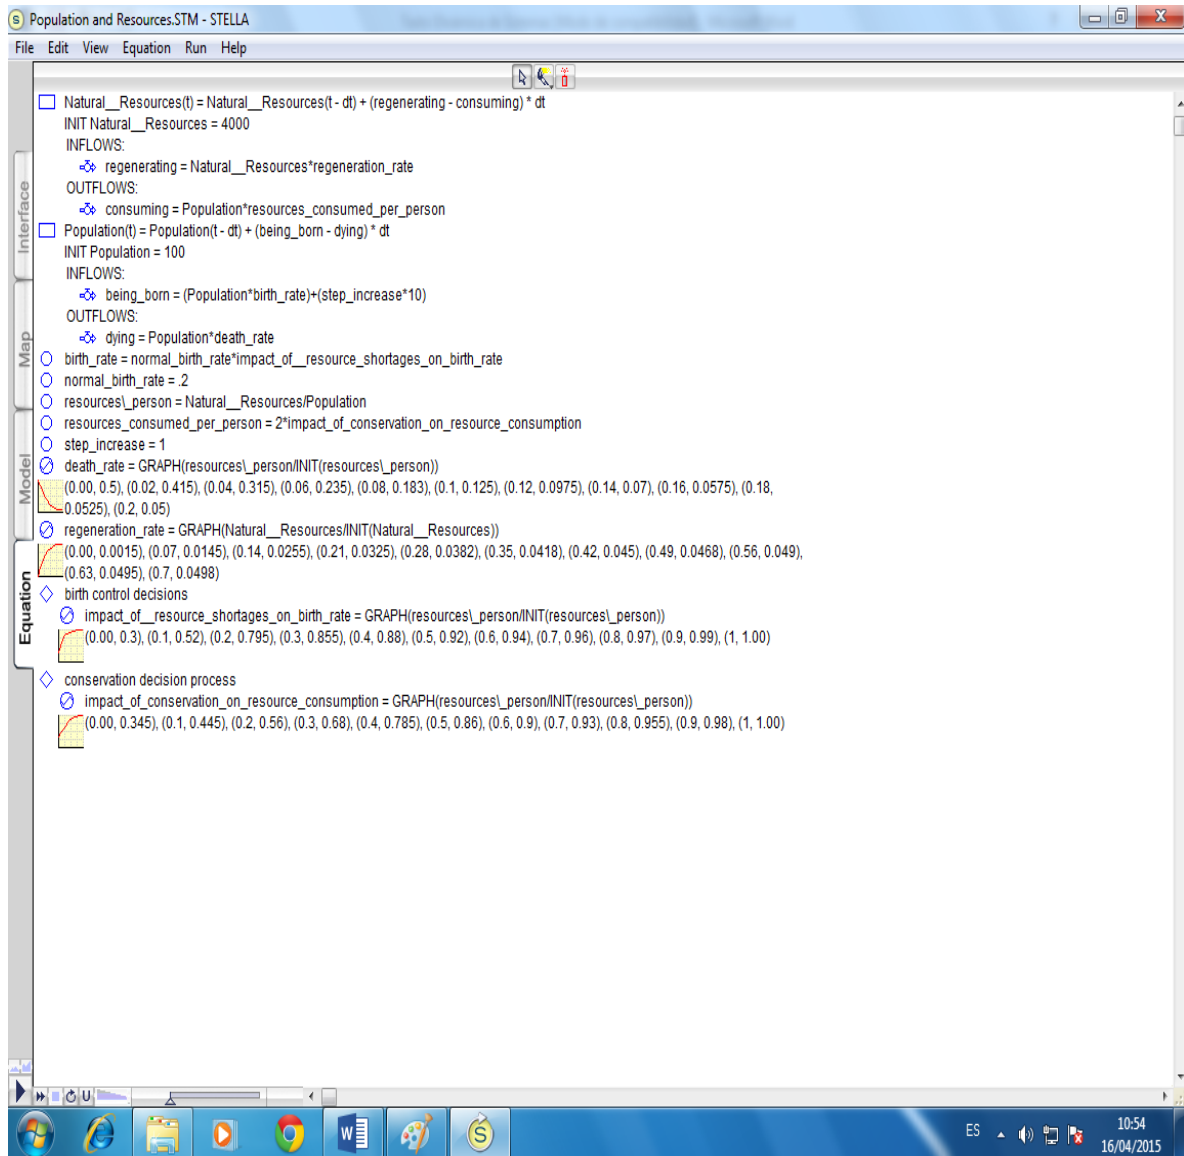 Population and Resources.STM - STELLA
File Edit View Equation Run Help
Natural__Resources(t) = Natural__Resources(t - dt) + (regenerating - consuming) * dt
INIT Natural__Resources = 4000
INFLOWS:
regenerating = Natural__Resources*regeneration_rate
OUTFLOWS:
consuming = Population*resources_consumed_per_person
Population(t) = Population(t - dt) + (being_born - dying) * dt
INIT Population = 100
INFLOWS:
being_born = (Population*birth_rate)+(step_increase*10)
OUTFLOWS:
dying = Population*death_rate
birth_rate = normal_birth_rate*impact_of__resource_shortages_on_birth_rate
normal_birth_rate = .2
resources\_person = Natural__Resources/Population
resources_consumed_per_person = 2*impact_of_conservation_on_resource_consumption
step_increase = 1
death_rate = GRAPH(resources\_person/INIT(resources\_person))
(0.00, 0.5), (0.02, 0.415), (0.04, 0.315), (0.06, 0.235), (0.08, 0.183), (0.1, 0.125), (0.12, 0.0975), (0.14, 0.07), (0.16, 0.0575), (0.18,
0.0525), (0.2, 0.05)
regeneration_rate = GRAPH(Natural__Resources/INIT(Natural__Resources))
(0.00, 0.0015), (0.07, 0.0145), (0.14, 0.0255), (0.21, 0.0325), (0.28, 0.0382), (0.35, 0.0418), (0.42, 0.045), (0.49, 0.0468), (0.56, 0.049),
(0.63, 0.0495), (0.7, 0.0498)
birth control decisions
impact_of__resource_shortages_on_birth_rate = GRAPH(resources\_person/INIT(resources\_person))
(0.00, 0.3), (0.1, 0.52), (0.2, 0.795), (0.3, 0.855), (0.4, 0.88), (0.5, 0.92), (0.6, 0.94), (0.7, 0.96), (0.8, 0.97), (0.9, 0.99), (1, 1.00)
conservation decision process
impact_of_conservation_on_resource_consumption = GRAPH(resources\_person/INIT(resources\_person))
(0.00, 0.345), (0.1, 0.445), (0.2, 0.56), (0.3, 0.68), (0.4, 0.785), (0.5, 0.86), (0.6, 0.9), (0.7, 0.93), (0.8, 0.955), (0.9, 0.98), (1, 1.00)
Interface
Map
Model
Equation
U
ES
10:54
16/04/2015